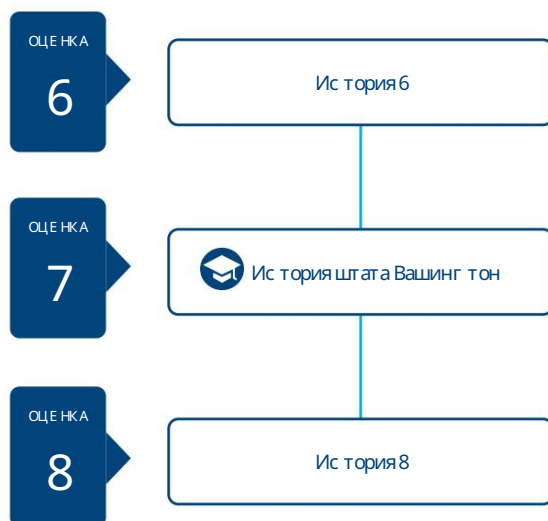 ОЦЕНКА
6
История 6
ОЦЕНКА
7
История штата Вашингтон
ОЦЕНКА
8
История 8